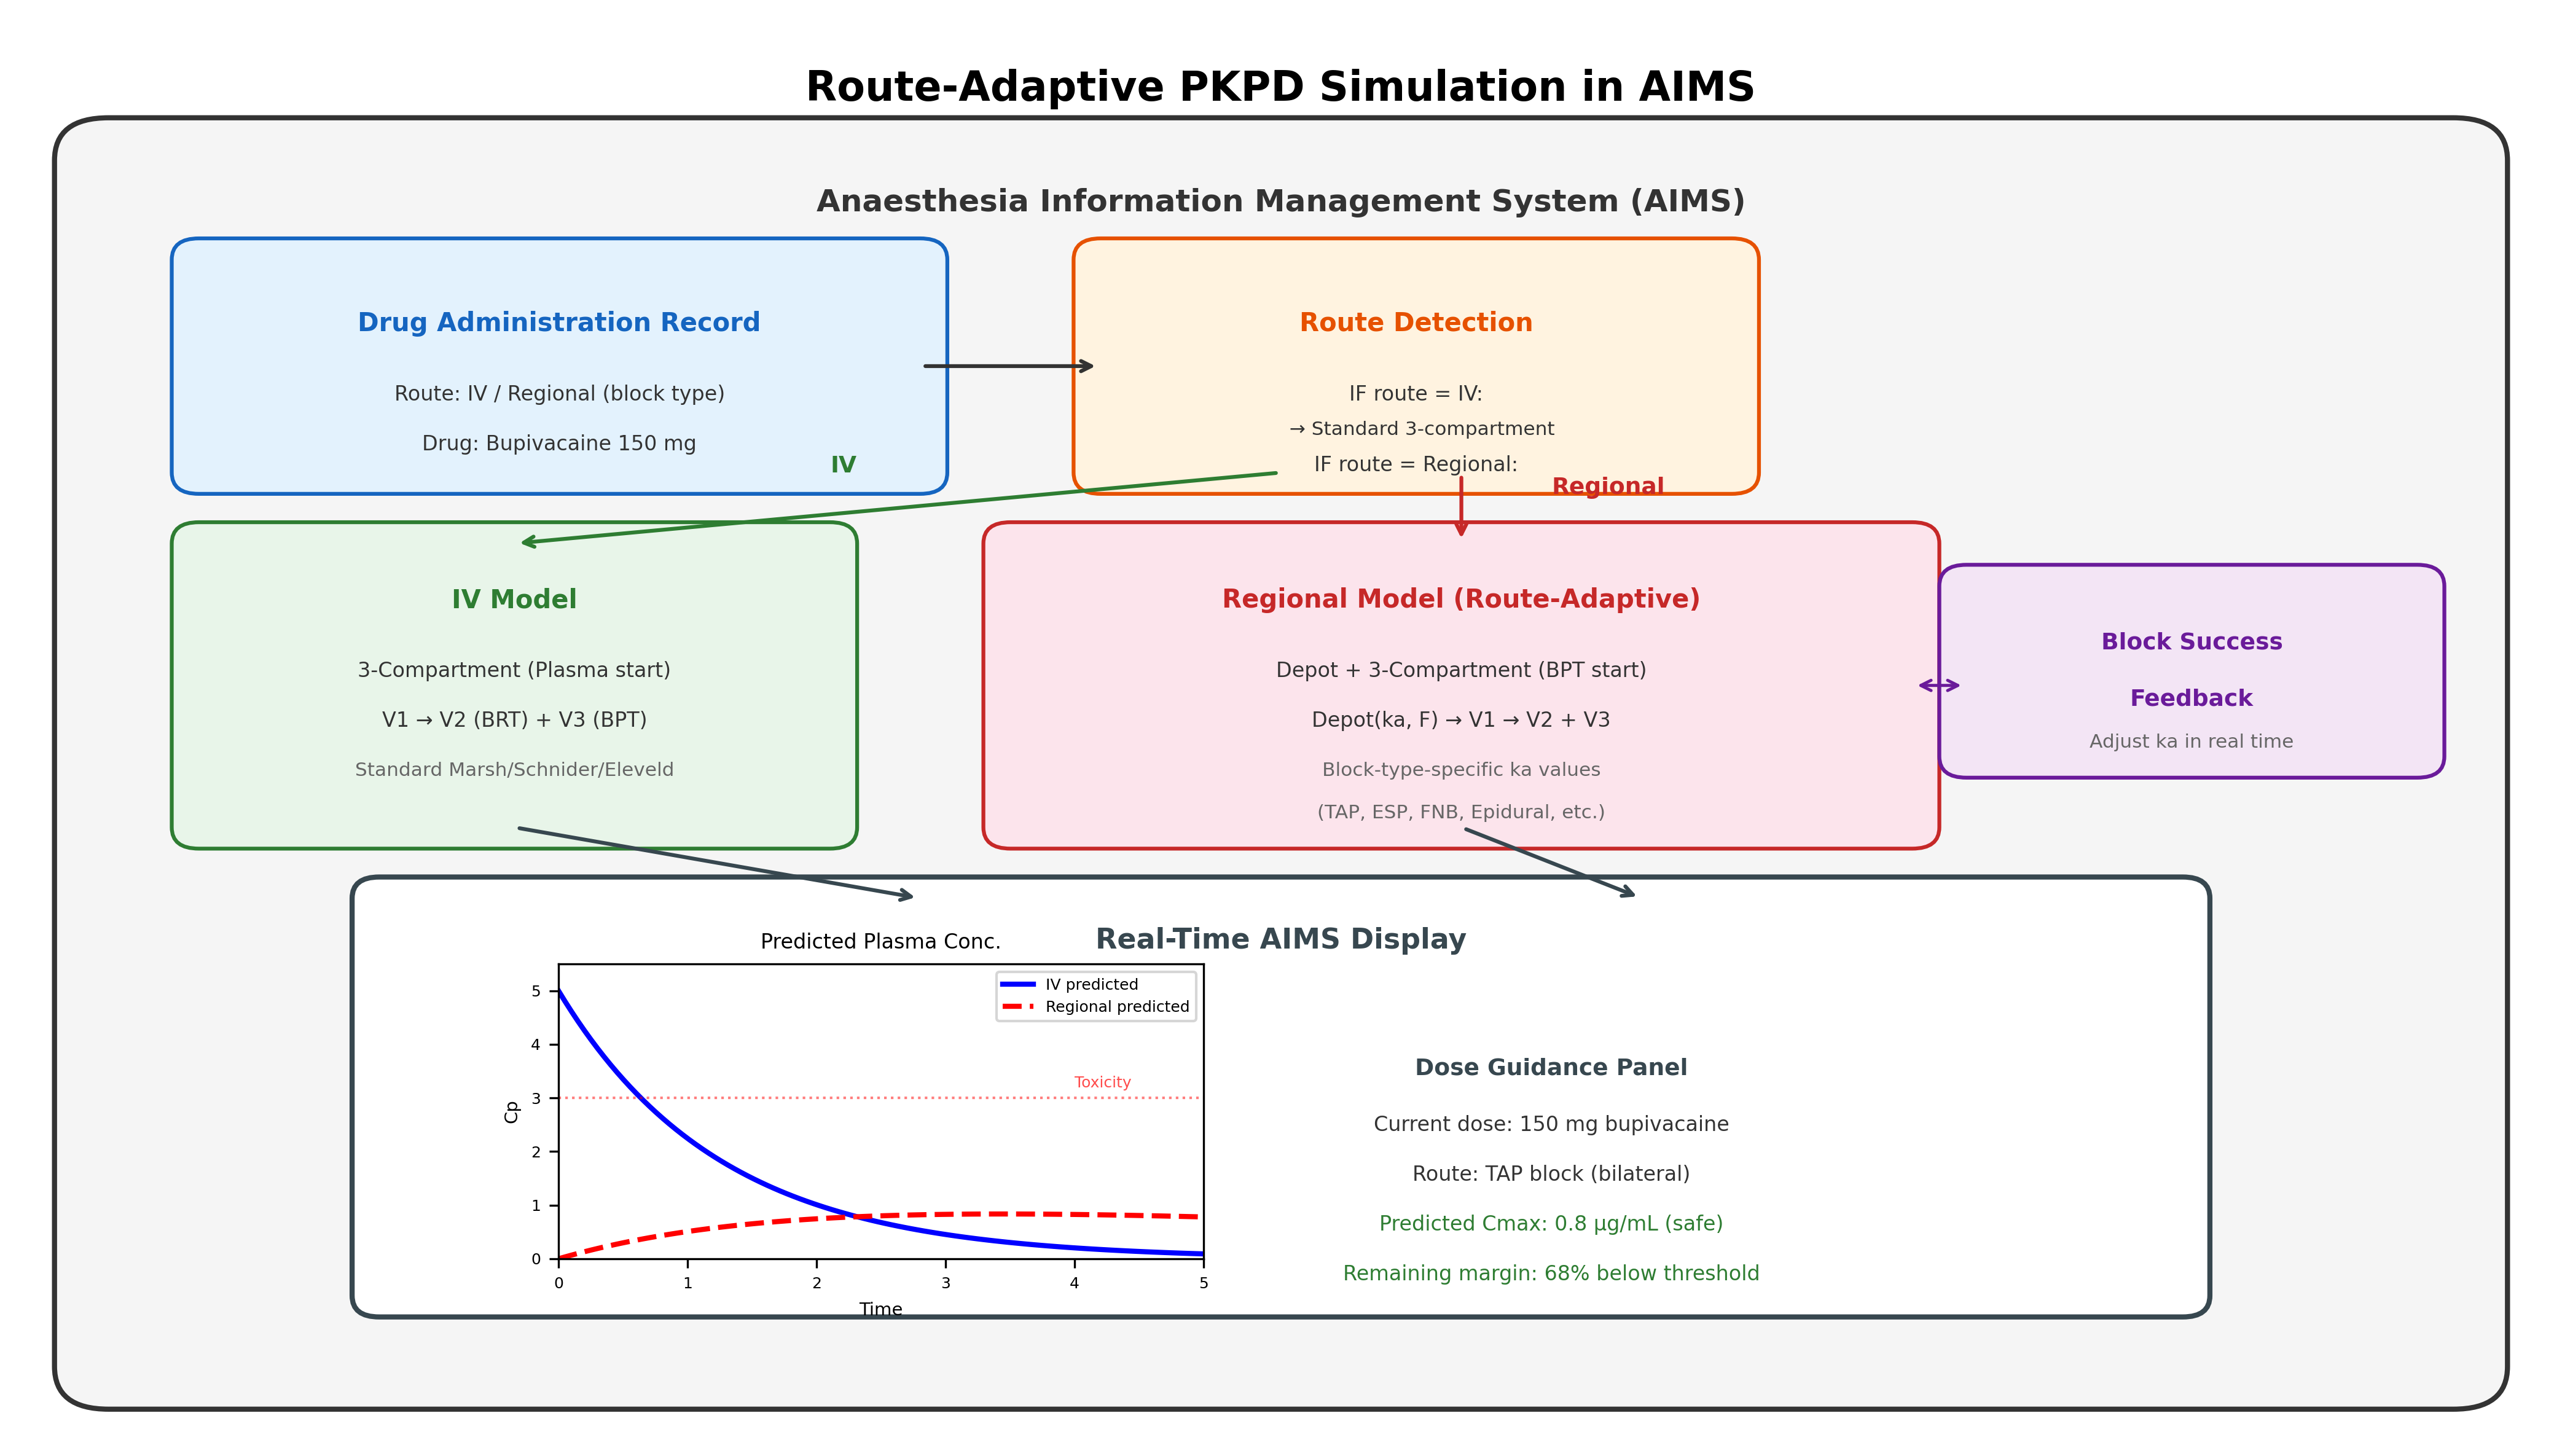 Route-Adaptive PKPD Simulation in AIMS
Anaesthesia Information Management System (AIMS)
Drug Administration Record
Route: IV / Regional (block type)
Drug: Bupivacaine 150 mg
Route Detection
IF route = IV:
→ Standard 3-compartment
IF route = Regional:
IV
Regional
IV Model
3-Compartment (Plasma start)
V1 → V2 (BRT) + V3 (BPT)
Standard Marsh/Schnider/Eleveld
Regional Model (Route-Adaptive)
Depot + 3-Compartment (BPT start)
Depot(ka, F) → V1 → V2 + V3
Block-type-specific ka values
(TAP, ESP, FNB, Epidural, etc.)
Block Success
Feedback
Adjust ka in real time
Real-Time AIMS Display
Predicted Plasma Conc.
IV predicted
Regional predicted
Toxicity
Cp
5
4
3
2
1
0
0 1 2 3 4 5
Time
Dose Guidance Panel
Current dose: 150 mg bupivacaine
Route: TAP block (bilateral)
Predicted Cmax: 0.8 μg/mL (safe)
Remaining margin: 68% below threshold